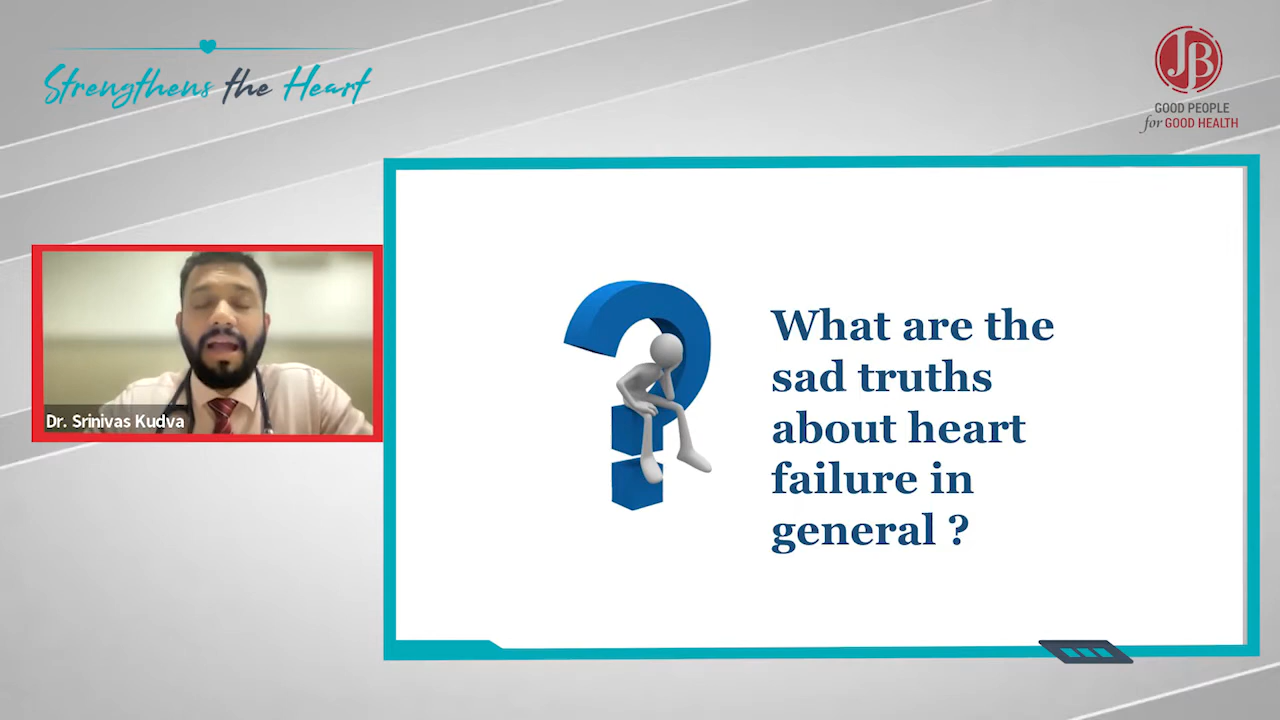 Strengthens the Heart
JB
GOOD PEOPLE
for GOOD HEALTH
Dr. Srinivas Kudva
What are the
sad truths
about heart
failure in
general ?